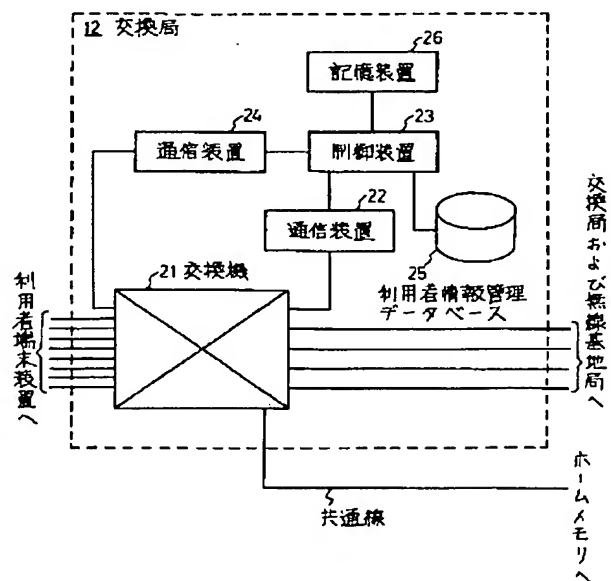 12 交換局
26
記憶装置
24
通信装置
23
制御装置
22
通信装置
25
利用者情報管理
データベース
21 交換機
利用者端末装置へ
交換局および無線基地局へ
共通線
ホームメモリへ